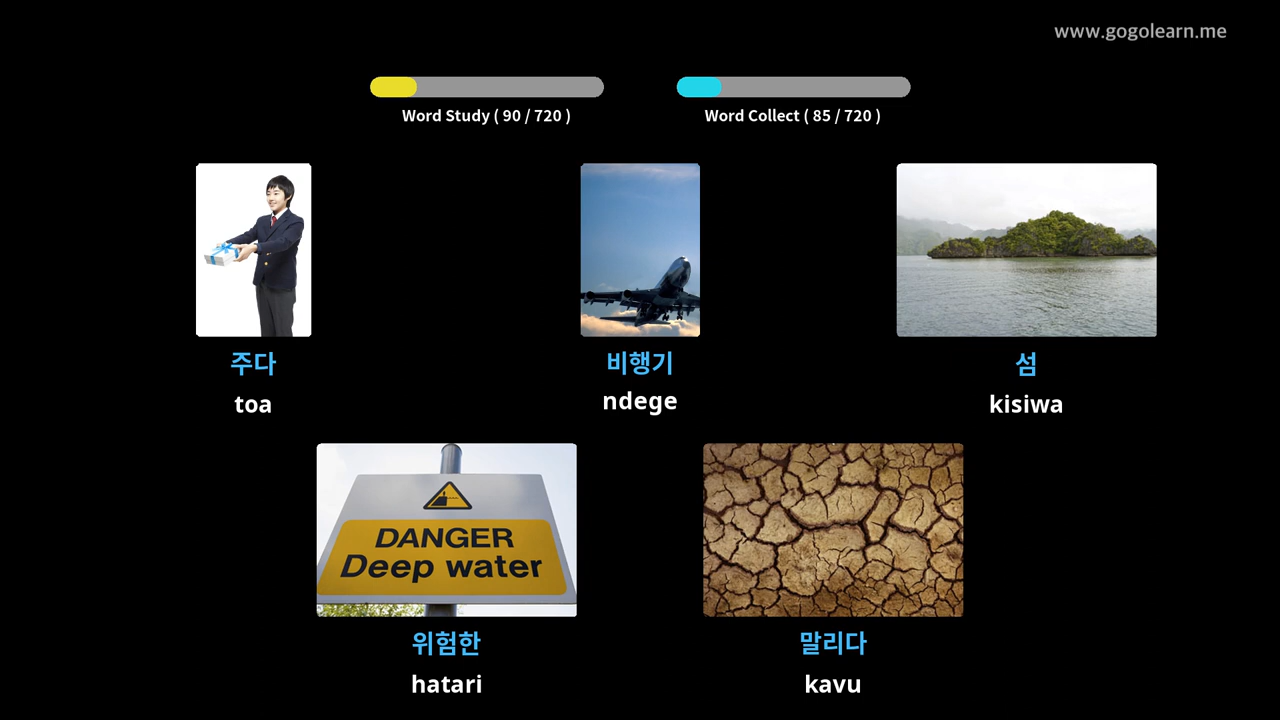 www.gogolearn.me
Word Study ( 90 / 720 )
Word Collect ( 85 / 720 )
주다
toa
비행기
ndege
섬
kisiwa
DANGER
Deep water
위험한
hatari
말리다
kavu